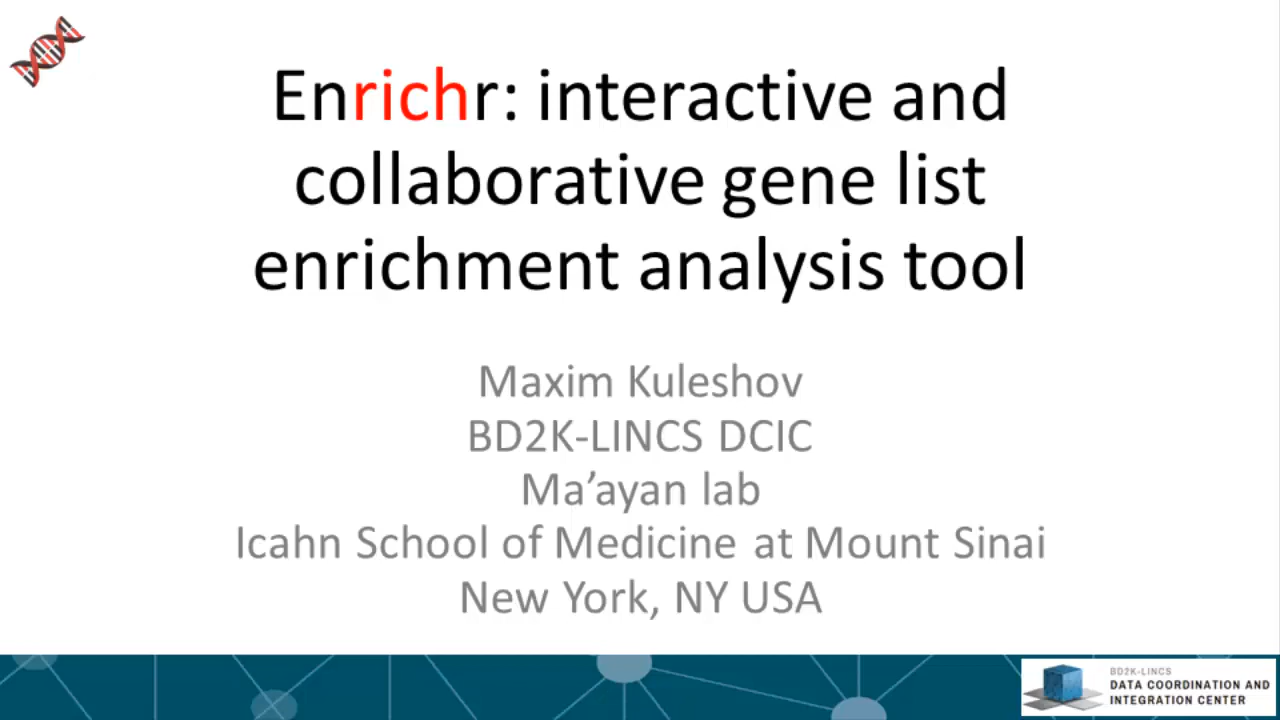 Enrichr: interactive and
collaborative gene list
enrichment analysis tool
Maxim Kuleshov
BD2K-LINCS DCIC
Ma’ayan lab
Icahn School of Medicine at Mount Sinai
New York, NY USA
BD2K-LINCS
DATA COORDINATION AND
INTEGRATION CENTER